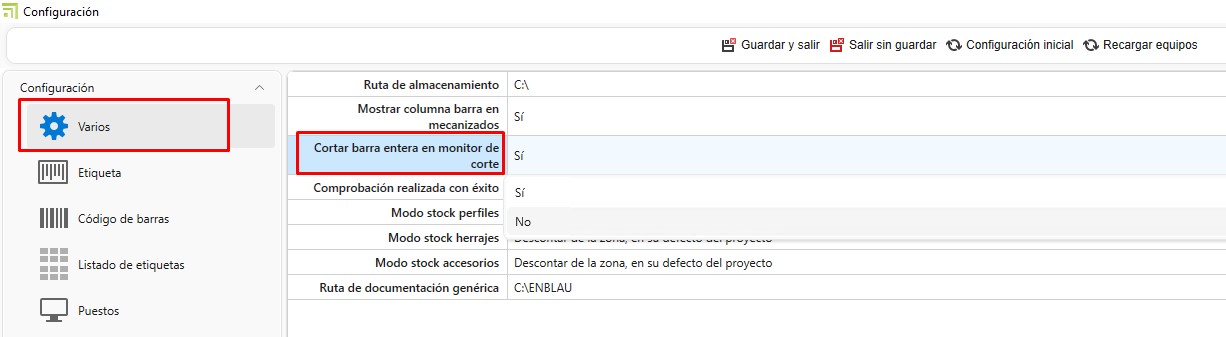 Configuración
Guardar y salir Salir sin guardar Configuración inicial Recargar equipos
Configuración
Varios
Etiqueta
Código de barras
Listado de etiquetas
Puestos
Ruta de almacenamiento C:\
Mostrar columna barra en
mecanizados Sí
Cortar barra entera en monitor de
corte Sí
Comprobación realizada con éxito Sí
Modo stock perfiles No
Modo stock herrajes Descontar de la zona, en su defecto del proyecto
Modo stock accesorios Descontar de la zona, en su defecto del proyecto
Ruta de documentación genérica C:\ENBLAU